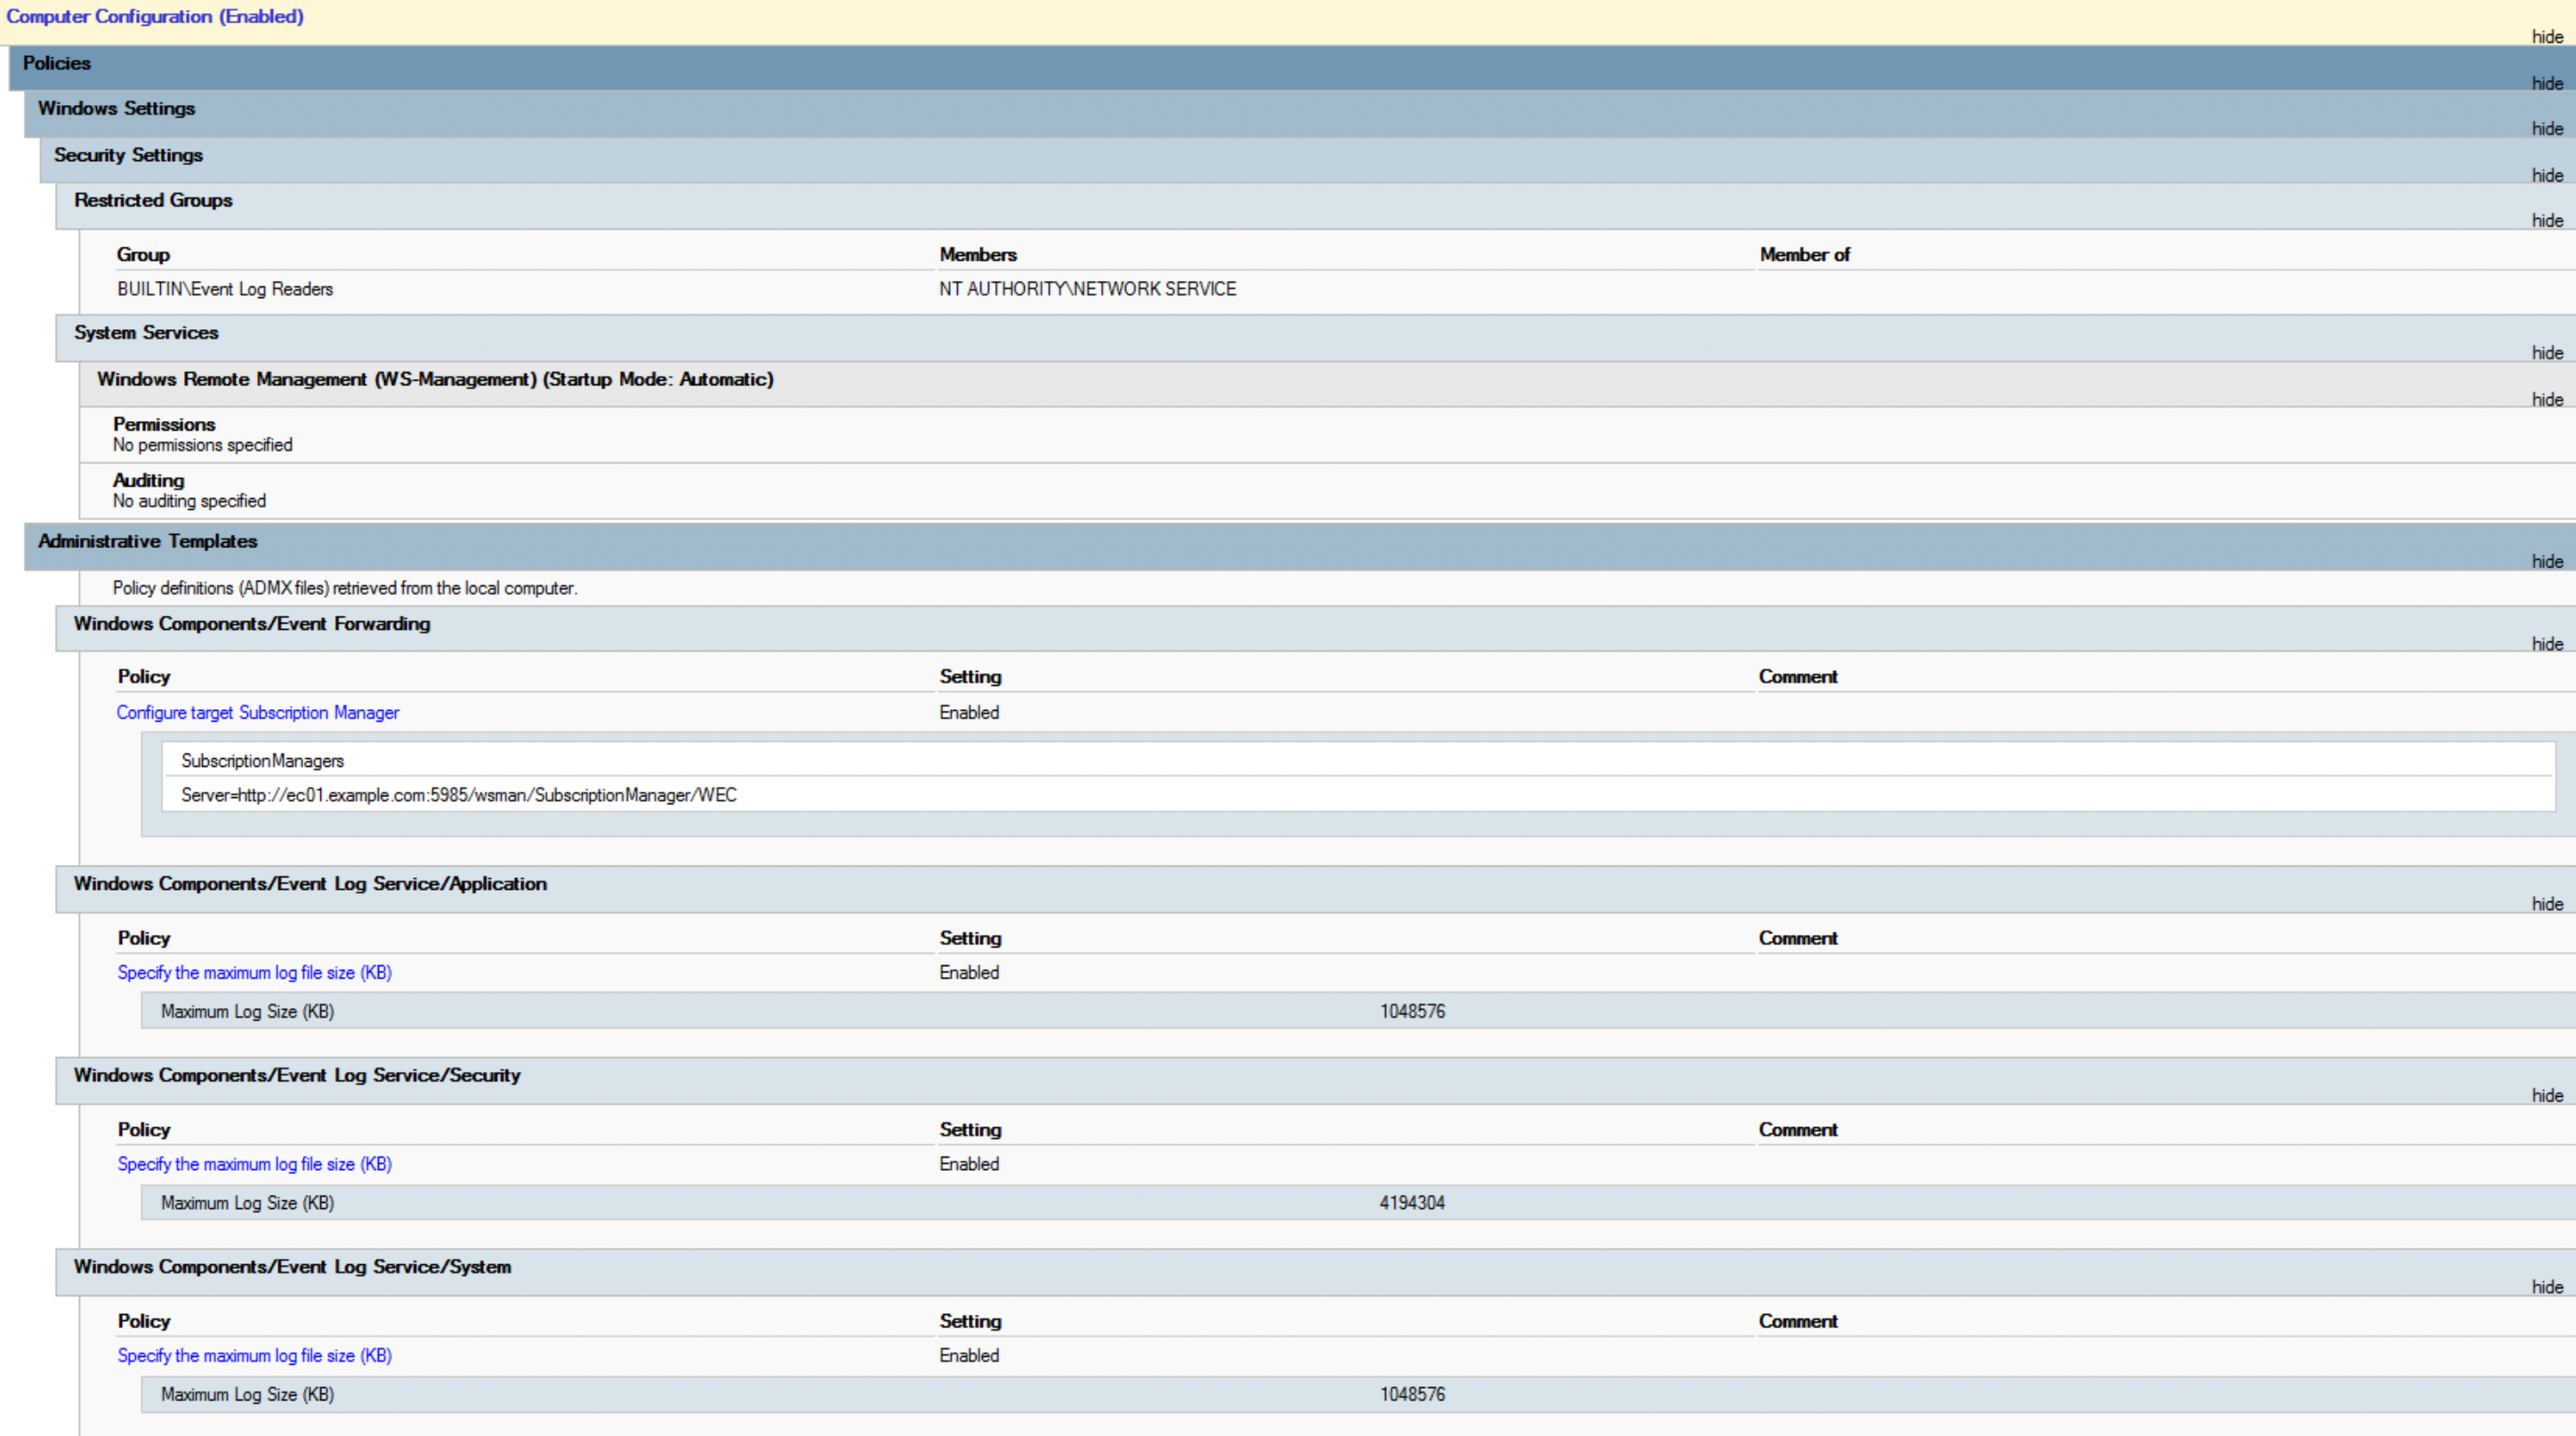 Computer Configuration (Enabled)
hide
Policies
hide
Windows Settings
hide
Security Settings
hide
Restricted Groups
hide
Group Members Member of
BUILTIN\Event Log Readers NT AUTHORITY\NETWORK SERVICE
System Services
hide
Windows Remote Management (WS-Management) (Startup Mode: Automatic)
hide
Permissions
No permissions specified
Auditing
No auditing specified
Administrative Templates
hide
Policy definitions (ADMX files) retrieved from the local computer.
Windows Components/Event Forwarding
hide
Policy Setting Comment
Configure target Subscription Manager Enabled
SubscriptionManagers
Server=http://ec01.example.com:5985/wsman/SubscriptionManager/WEC
Windows Components/Event Log Service/Application
hide
Policy Setting Comment
Specify the maximum log file size (KB) Enabled
Maximum Log Size (KB) 1048576
Windows Components/Event Log Service/Security
hide
Policy Setting Comment
Specify the maximum log file size (KB) Enabled
Maximum Log Size (KB) 4194304
Windows Components/Event Log Service/System
hide
Policy Setting Comment
Specify the maximum log file size (KB) Enabled
Maximum Log Size (KB) 1048576